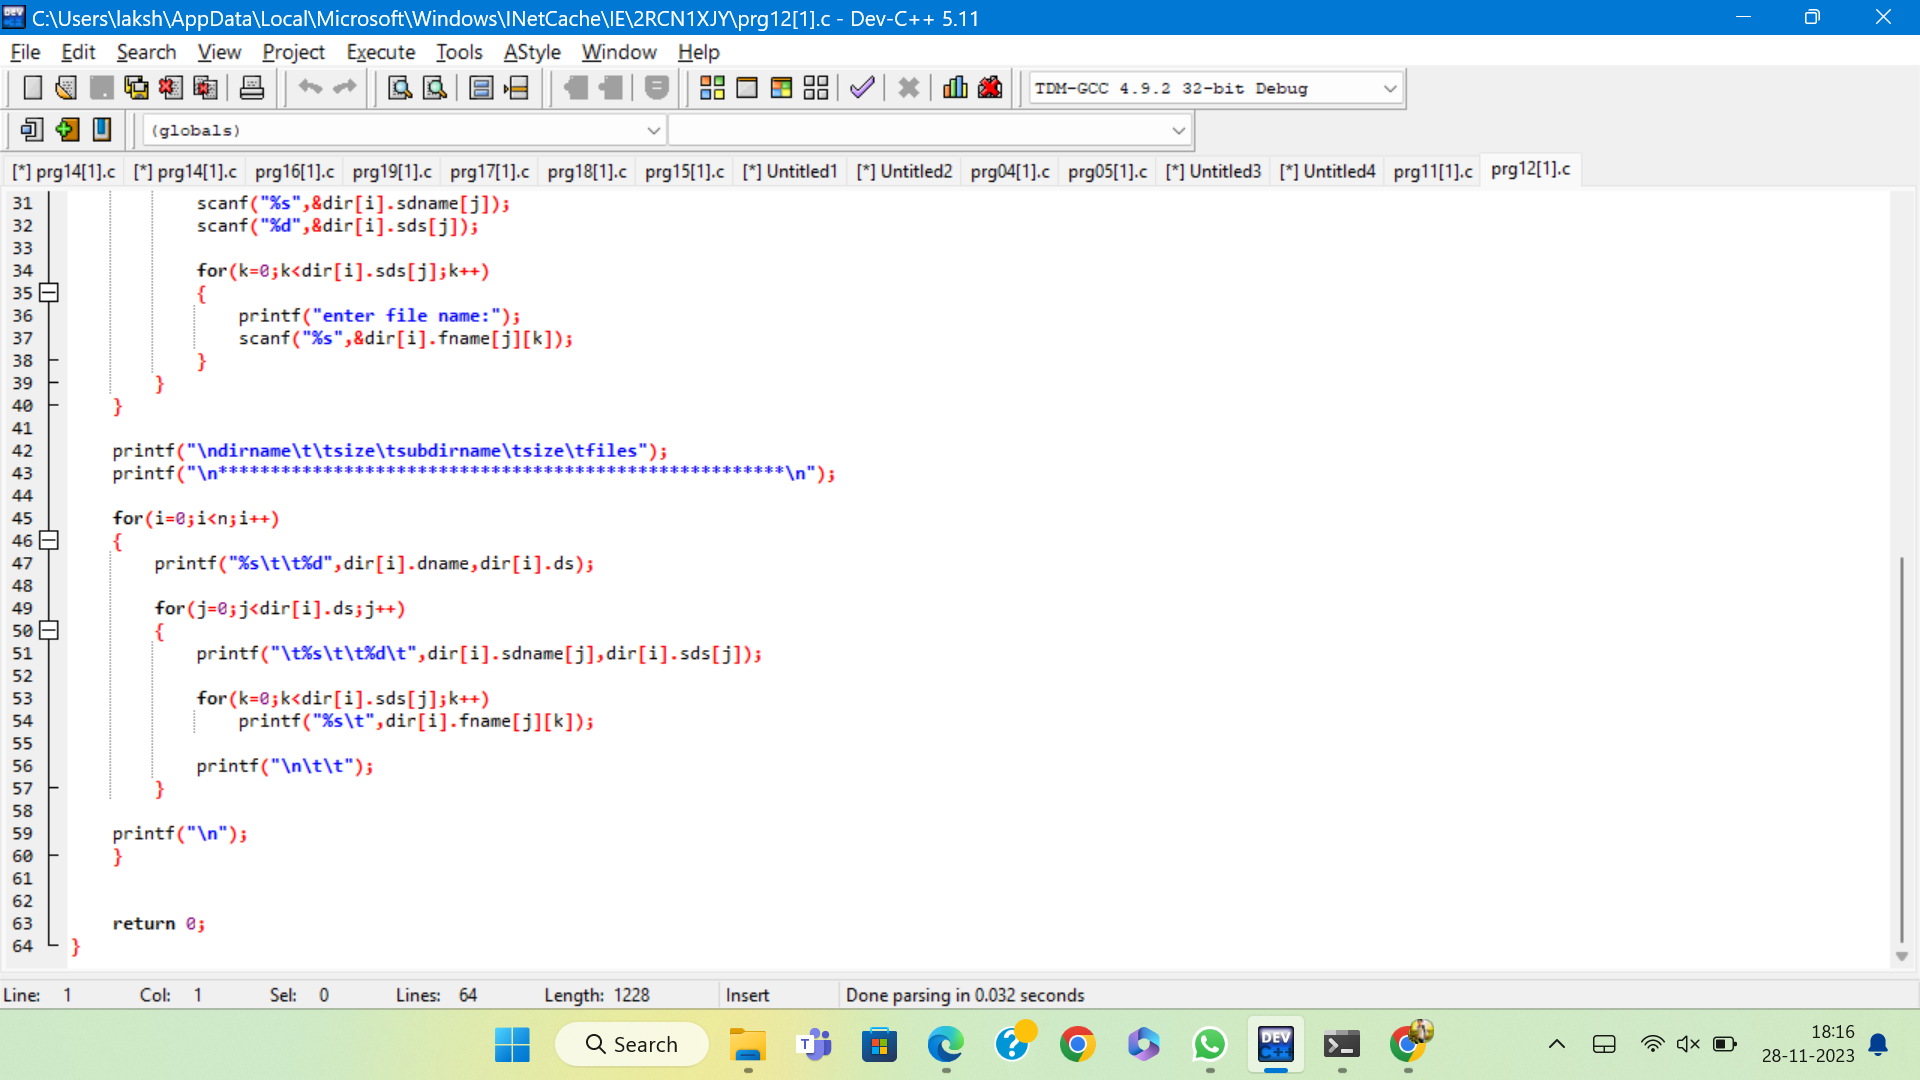 C:\Users\laksh\AppData\Local\Microsoft\Windows\INetCache\IE\2RCN1XJY\prg12[1].c - Dev-C++ 5.11
File Edit Search View Project Execute Tools AStyle Window Help
TDM-GCC 4.9.2 32-bit Debug
(globals)
[*] prg14[1].c [*] prg14[1].c prg16[1].c prg19[1].c prg17[1].c prg18[1].c prg15[1].c [*] Untitled1 [*] Untitled2 prg04[1].c prg05[1].c [*] Untitled3 [*] Untitled4 prg11[1].c prg12[1].c
31 scanf("%s",&dir[i].sdname[j]);
32 scanf("%d",&dir[i].sds[j]);
33
34 for(k=0;k<dir[i].sds[j];k++)
35 {
36 printf("enter file name:");
37 scanf("%s",&dir[i].fname[j][k]);
38 }
39 }
40 }
41
42 printf("\ndirname\t\tsize\tsubdirname\tsize\tfiles");
43 printf("\n******************************************************\n");
44
45 for(i=0;i<n;i++)
46 {
47 printf("%s\t\t%d",dir[i].dname,dir[i].ds);
48
49 for(j=0;j<dir[i].ds;j++)
50 {
51 printf("\t%s\t\t%d\t",dir[i].sdname[j],dir[i].sds[j]);
52
53 for(k=0;k<dir[i].sds[j];k++)
54 printf("%s\t",dir[i].fname[j][k]);
55
56 printf("\n\t\t");
57 }
58
59 printf("\n");
60 }
61
62
63 return 0;
64 }
Line: 1 Col: 1 Sel: 0 Lines: 64 Length: 1228 Insert Done parsing in 0.032 seconds
Search
DEV C++
18:16
28-11-2023